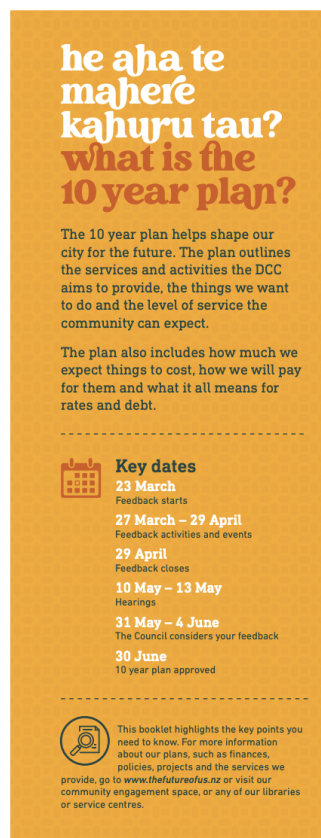 he aha te
mahere
kahuru tau?
what is the
10 year plan?
The 10 year plan helps shape our
city for the future. The plan outlines
the services and activities the DCC
aims to provide, the things we want
to do and the level of service the
community can expect.
The plan also includes how much we
expect things to cost, how we will pay
for them and what it all means for
rates and debt.
Key dates
23 March
Feedback starts
27 March – 29 April
Feedback activities and events
29 April
Feedback closes
10 May – 13 May
Hearings
31 May – 4 June
The Council considers your feedback
30 June
10 year plan approved
This booklet highlights the key points you
need to know. For more information
about our plans, such as finances,
policies, projects and the services we
provide, go to www.thefutureofus.nz or visit our
community engagement space, or any of our libraries
or service centres.